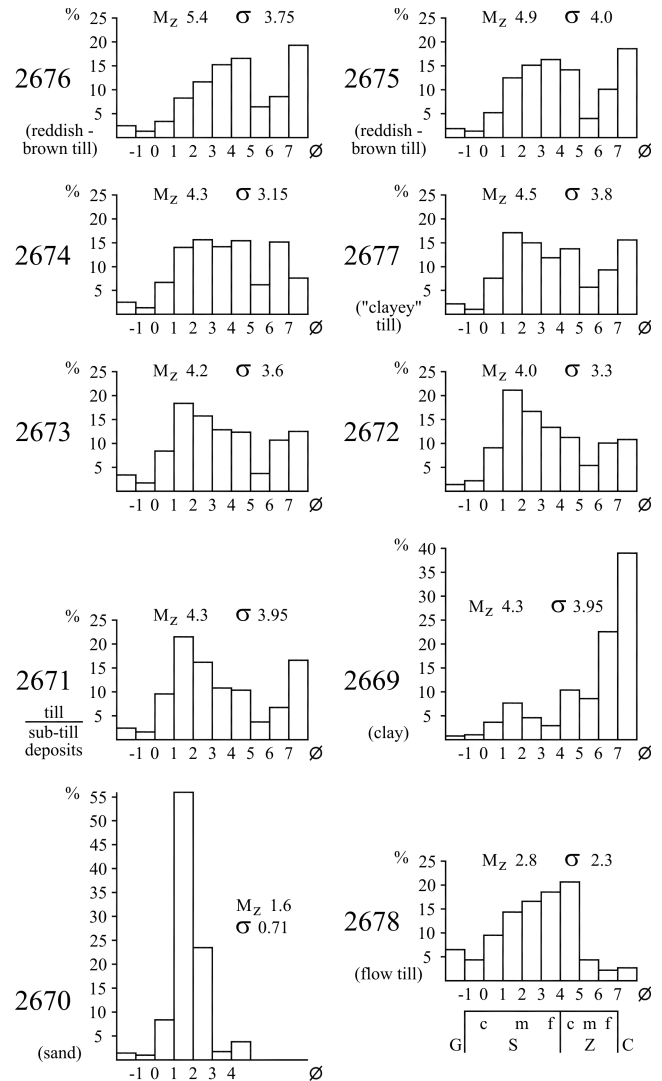 % M_Z 5.4 σ 3.75
25
20
15
10
5
2676
(reddish -
brown till)
-1 0 1 2 3 4 5 6 7 Ø
% M_Z 4.9 σ 4.0
25
20
15
10
5
2675
(reddish -
brown till)
-1 0 1 2 3 4 5 6 7 Ø
% M_Z 4.3 σ 3.15
25
20
15
10
5
2674
-1 0 1 2 3 4 5 6 7 Ø
% M_Z 4.5 σ 3.8
25
20
15
10
5
2677
("clayey"
till)
-1 0 1 2 3 4 5 6 7 Ø
% M_Z 4.2 σ 3.6
25
20
15
10
5
2673
-1 0 1 2 3 4 5 6 7 Ø
% M_Z 4.0 σ 3.3
25
20
15
10
5
2672
-1 0 1 2 3 4 5 6 7 Ø
% M_Z 4.3 σ 3.95
25
20
15
10
5
2671
till
sub-till
deposits
-1 0 1 2 3 4 5 6 7 Ø
%
40
35
30
25
20
15
10
5
M_Z 4.3 σ 3.95
2669
(clay)
-1 0 1 2 3 4 5 6 7 Ø
%
55
50
45
40
35
30
25
20
15
10
5
M_Z 1.6
σ 0.71
2670
(sand)
-1 0 1 2 3 4 Ø
% M_Z 2.8 σ 2.3
25
20
15
10
5
2678
(flow till)
-1 0 1 2 3 4 5 6 7 Ø
c m f c m f
G S Z C